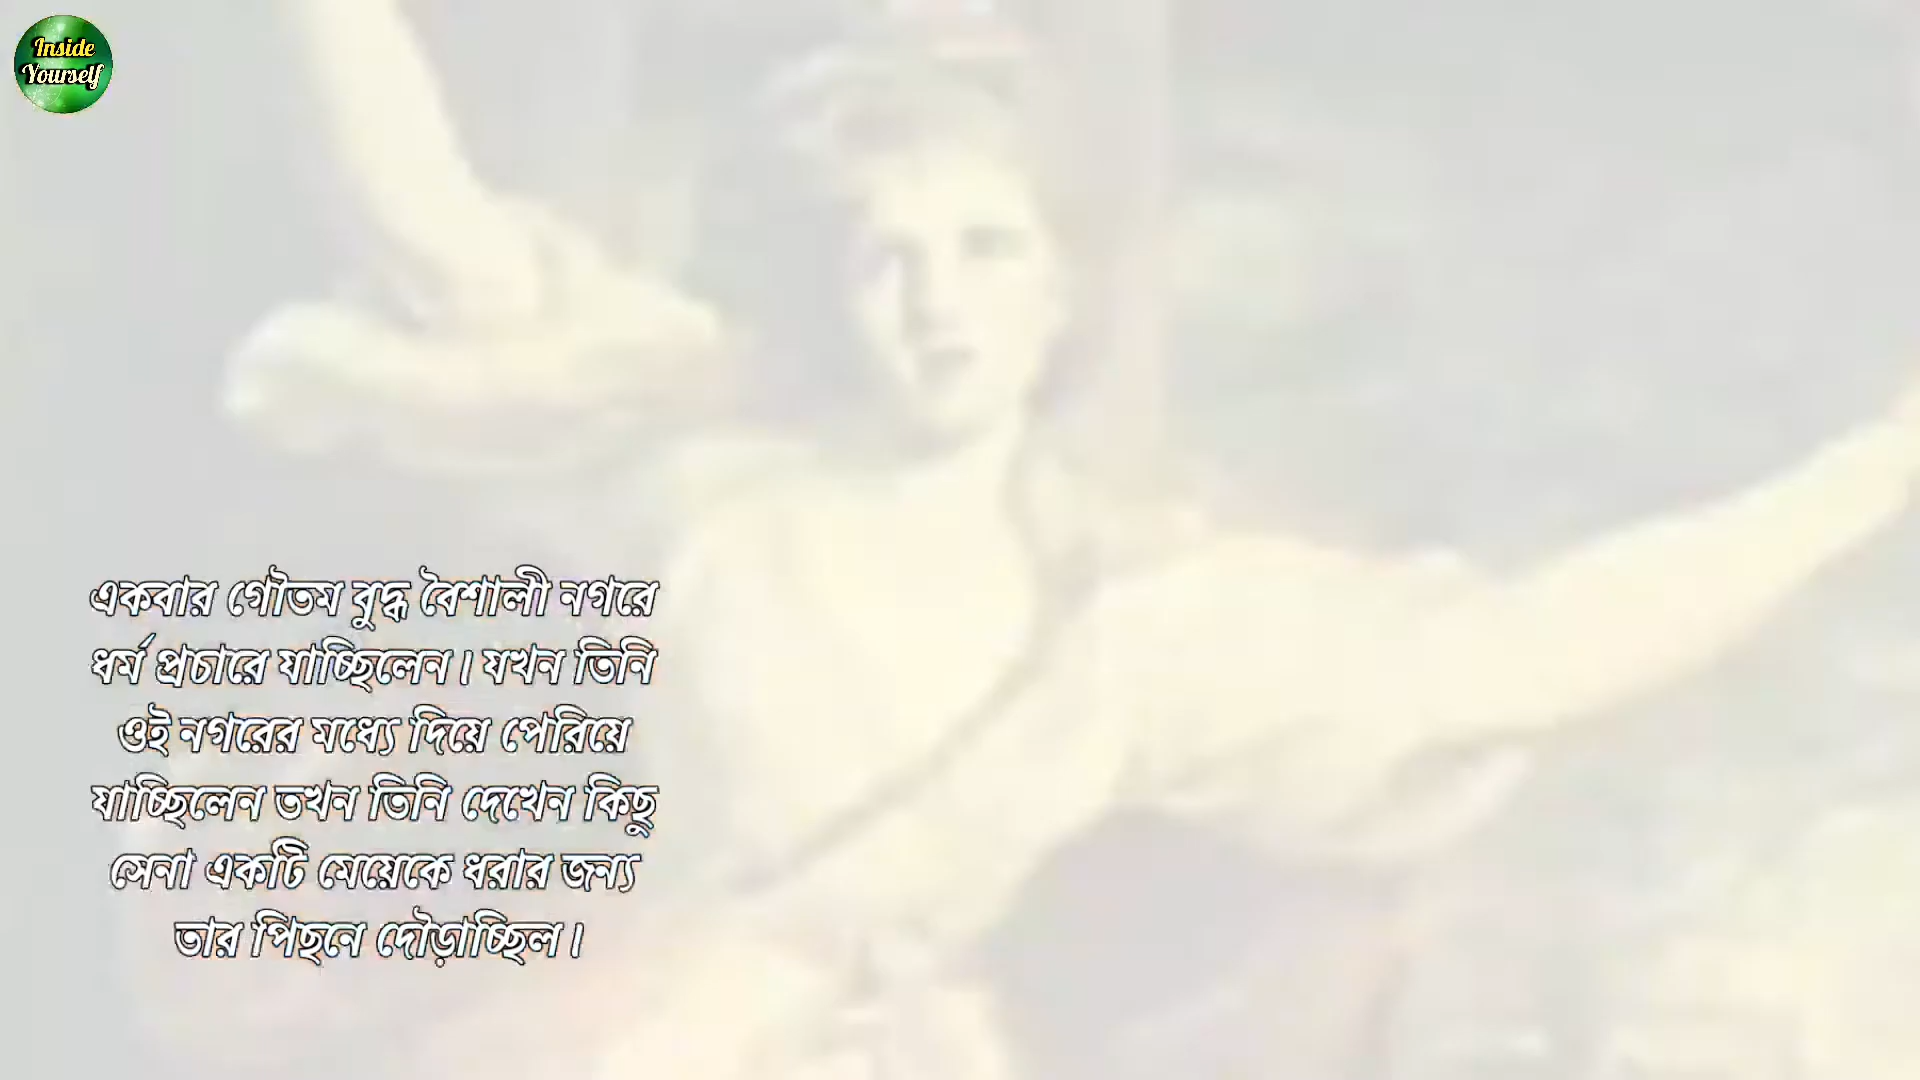 Inside
Yourself
একবার গৌতম বুদ্ধ বৈশালী নগরে
ধর্ম প্রচারে যাচ্ছিলেন। যখন তিনি
ওই নগরের মধ্যে দিয়ে পেরিয়ে
যাচ্ছিলেন তখন তিনি দেখেন কিছু
সেনা একটি মেয়েকে ধরার জন্য
তার পিছনে দৌড়াচ্ছিল।